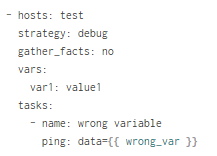 - hosts: test
  strategy: debug
  gather_facts: no
  vars:
    var1: value1
  tasks:
    - name: wrong variable
      ping: data={{ wrong_var }}